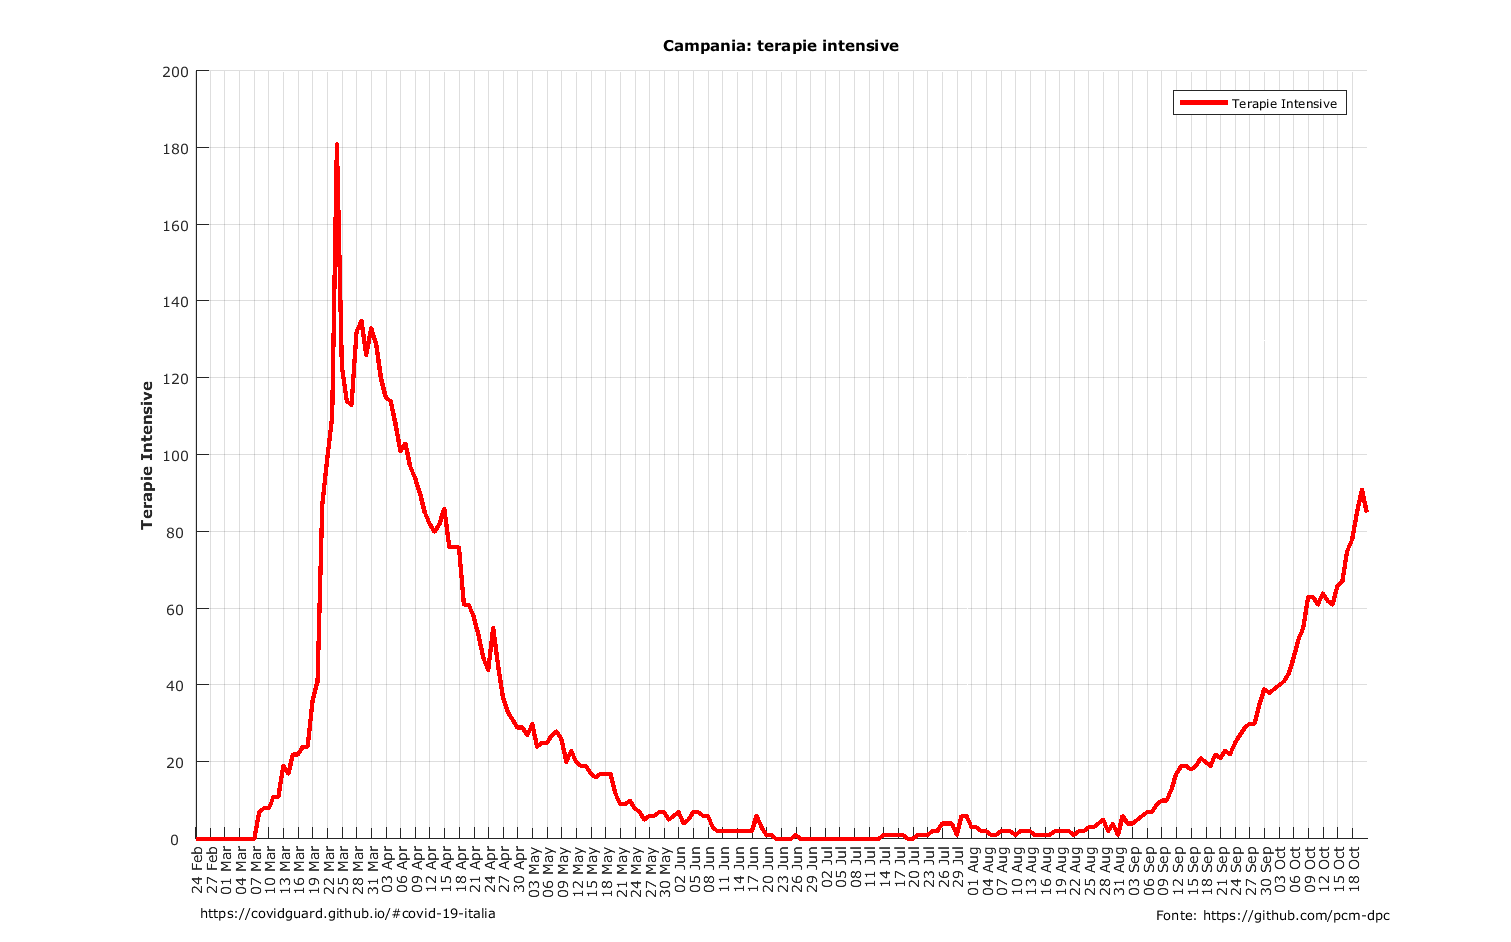 Campania: terapie intensive
Terapie Intensive
Terapie Intensive
200
180
160
140
120
100
80
60
40
20
0
24 Feb
27 Feb
01 Mar
04 Mar
07 Mar
10 Mar
13 Mar
16 Mar
19 Mar
22 Mar
25 Mar
28 Mar
31 Mar
03 Apr
06 Apr
09 Apr
12 Apr
15 Apr
18 Apr
21 Apr
24 Apr
27 Apr
30 Apr
03 May
06 May
09 May
12 May
15 May
18 May
21 May
24 May
27 May
30 May
02 Jun
05 Jun
08 Jun
11 Jun
14 Jun
17 Jun
20 Jun
23 Jun
26 Jun
29 Jun
02 Jul
05 Jul
08 Jul
11 Jul
14 Jul
17 Jul
20 Jul
23 Jul
26 Jul
29 Jul
01 Aug
04 Aug
07 Aug
10 Aug
13 Aug
16 Aug
19 Aug
22 Aug
25 Aug
28 Aug
31 Aug
03 Sep
06 Sep
09 Sep
12 Sep
15 Sep
18 Sep
21 Sep
24 Sep
27 Sep
30 Sep
03 Oct
06 Oct
09 Oct
12 Oct
15 Oct
18 Oct
https://covidguard.github.io/#covid-19-italia
Fonte: https://github.com/pcm-dpc